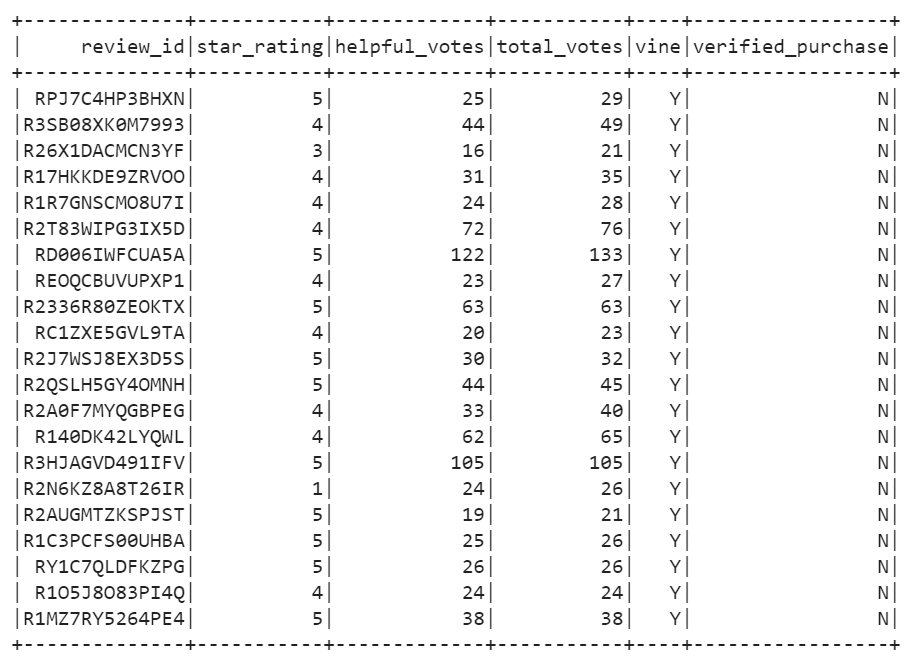 +--------------+-----------+-------------+-----------+----+-----------------+
|     review_id|star_rating|helpful_votes|total_votes|vine|verified_purchase|
+--------------+-----------+-------------+-----------+----+-----------------+
| RPJ7C4HP3BHXN|          5|           25|         29|   Y|                N|
|R3SB08XK0M7993|          4|           44|         49|   Y|                N|
|R26X1DACMCN3YF|          3|           16|         21|   Y|                N|
|R17HKKDE9ZRVOO|          4|           31|         35|   Y|                N|
|R1R7GNSCMO8U7I|          4|           24|         28|   Y|                N|
|R2T83WIPG3IX5D|          4|           72|         76|   Y|                N|
| RD006IWFCUA5A|          5|          122|        133|   Y|                N|
| REOQCBUVUPXP1|          4|           23|         27|   Y|                N|
|R2336R80ZEOKTX|          5|           63|         63|   Y|                N|
| RC1ZXE5GVL9TA|          4|           20|         23|   Y|                N|
|R2J7WSJ8EX3D5S|          5|           30|         32|   Y|                N|
|R2QSLH5GY4OMNH|          5|           44|         45|   Y|                N|
|R2A0F7MYQGBPEG|          4|           33|         40|   Y|                N|
| R140DK42LYQWL|          4|           62|         65|   Y|                N|
|R3HJAGVD491IFV|          5|          105|        105|   Y|                N|
|R2N6KZ8A8T26IR|          1|           24|         26|   Y|                N|
|R2AUGMTZKSPJST|          5|           19|         21|   Y|                N|
|R1C3PCFS00UHBA|          5|           25|         26|   Y|                N|
| RY1C7QLDFKZPG|          5|           26|         26|   Y|                N|
| R1O5J8O83PI4Q|          4|           24|         24|   Y|                N|
|R1MZ7RY5264PE4|          5|           38|         38|   Y|                N|
+--------------+-----------+-------------+-----------+----+-----------------+